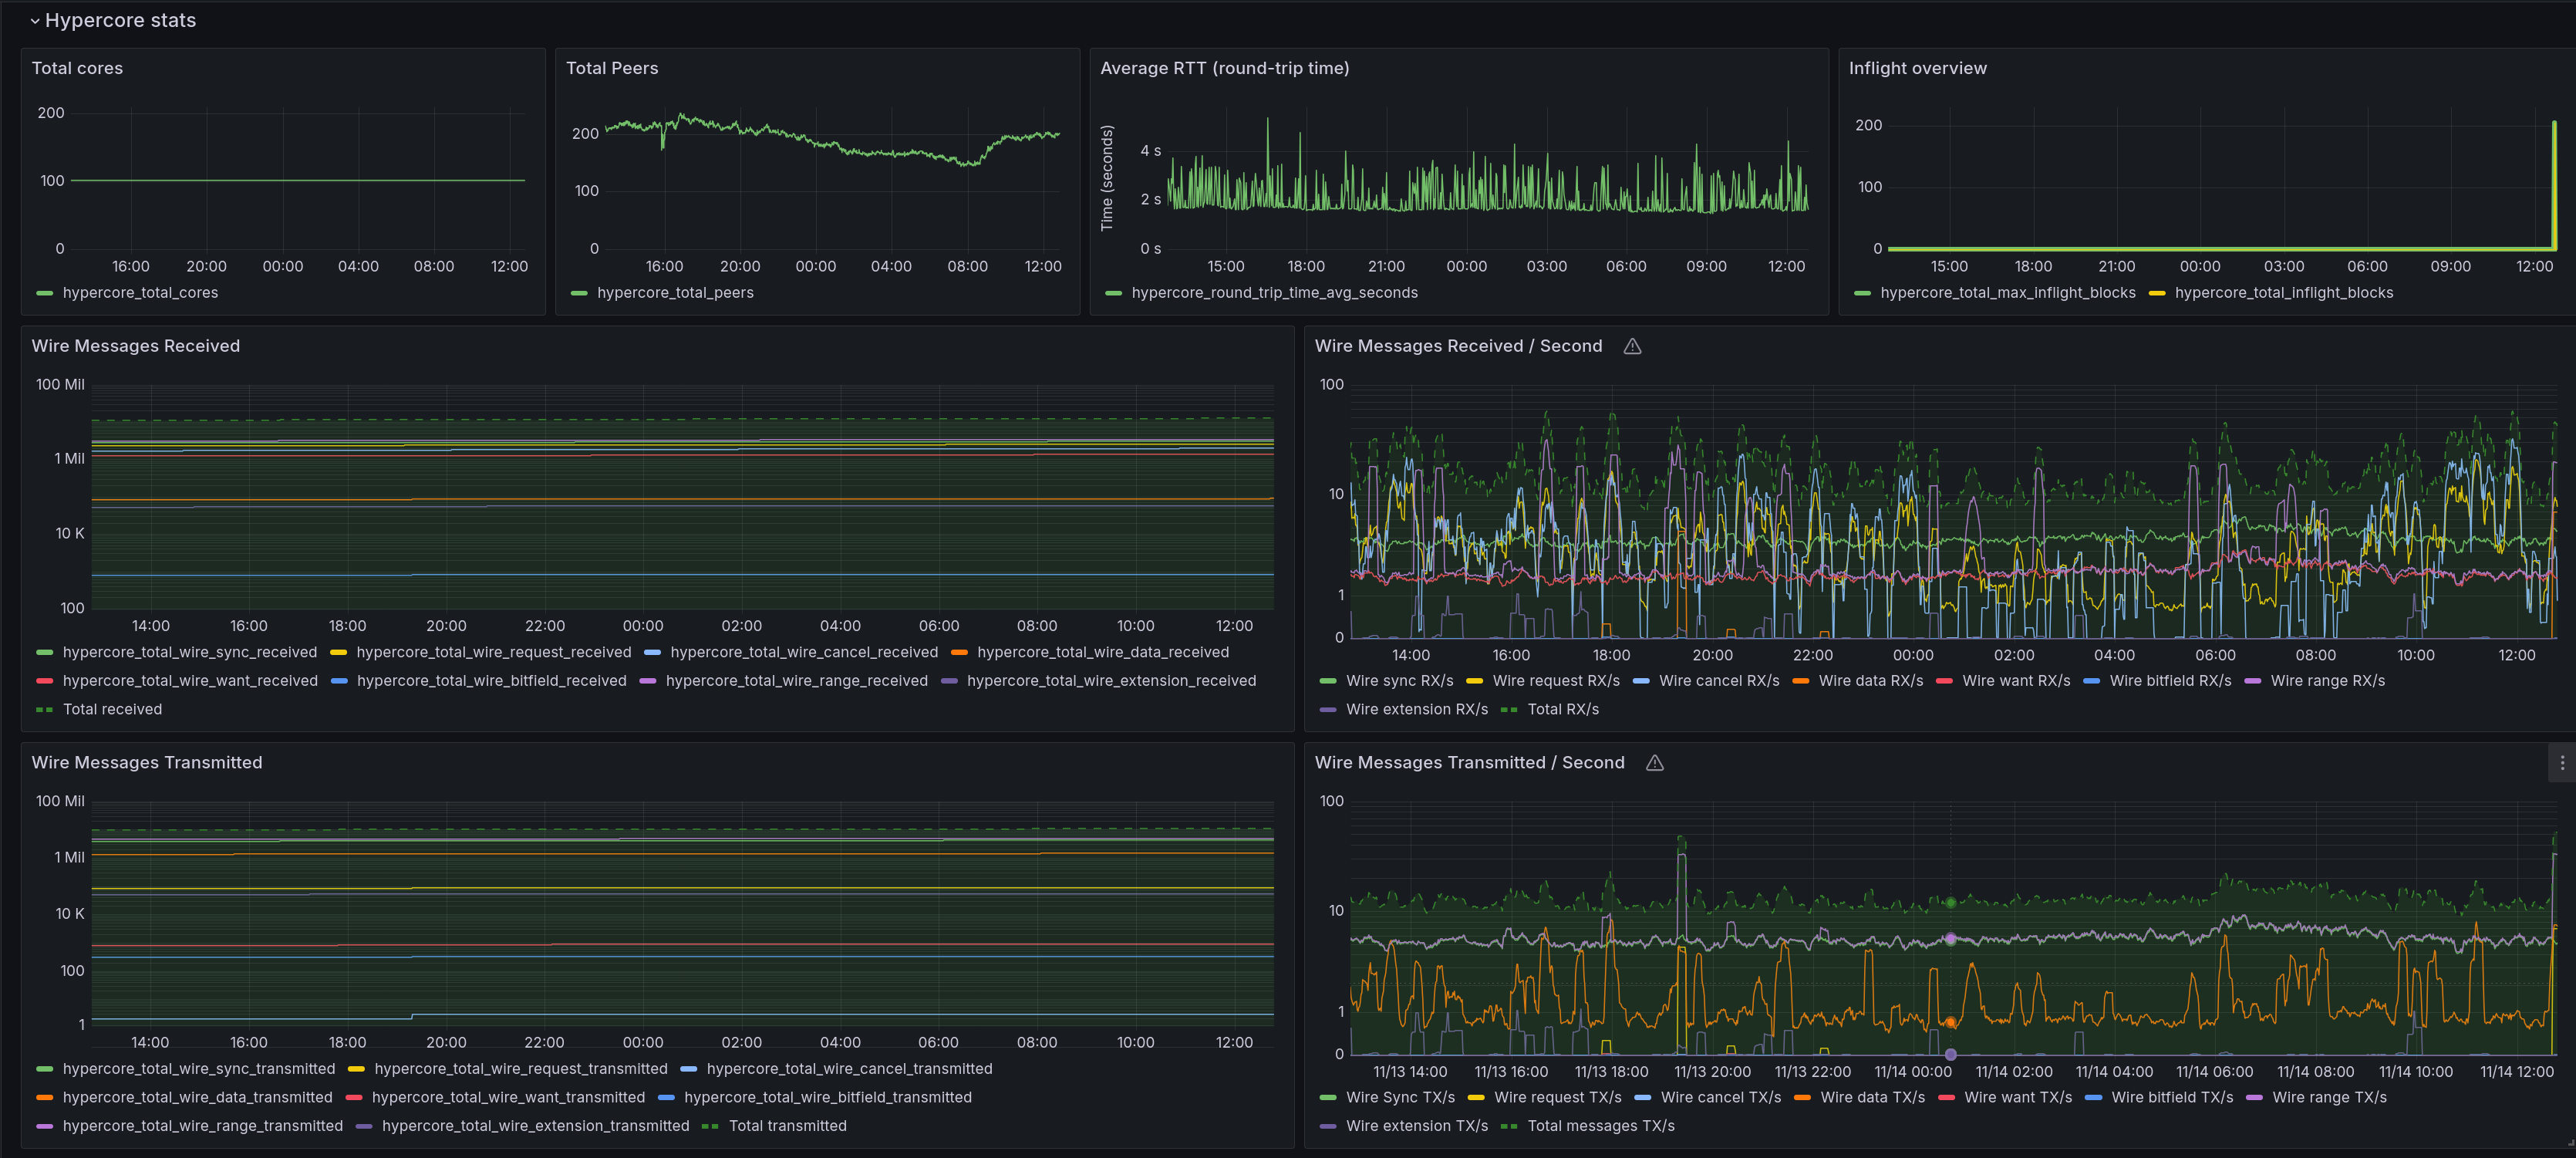 Hypercore stats
Total cores
200
100
0
16:00 20:00 00:00 04:00 08:00 12:00
hypercore_total_cores
Total Peers
200
100
0
16:00 20:00 00:00 04:00 08:00 12:00
hypercore_total_peers
Average RTT (round-trip time)
Time (seconds)
4 s
2 s
0 s
15:00 18:00 21:00 00:00 03:00 06:00 09:00 12:00
hypercore_round_trip_time_avg_seconds
Inflight overview
200
100
0
15:00 18:00 21:00 00:00 03:00 06:00 09:00 12:00
hypercore_total_max_inflight_blocks hypercore_total_inflight_blocks
Wire Messages Received
100 Mil
1 Mil
10 K
100
14:00 16:00 18:00 20:00 22:00 00:00 02:00 04:00 06:00 08:00 10:00 12:00
hypercore_total_wire_sync_received hypercore_total_wire_request_received hypercore_total_wire_cancel_received hypercore_total_wire_data_received
hypercore_total_wire_want_received hypercore_total_wire_bitfield_received hypercore_total_wire_range_received hypercore_total_wire_extension_received
Total received
Wire Messages Received / Second
100
10
1
0
14:00 16:00 18:00 20:00 22:00 00:00 02:00 04:00 06:00 08:00 10:00 12:00
Wire sync RX/s Wire request RX/s Wire cancel RX/s Wire data RX/s Wire want RX/s Wire bitfield RX/s Wire range RX/s
Wire extension RX/s Total RX/s
Wire Messages Transmitted
100 Mil
1 Mil
10 K
100
1
14:00 16:00 18:00 20:00 22:00 00:00 02:00 04:00 06:00 08:00 10:00 12:00
hypercore_total_wire_sync_transmitted hypercore_total_wire_request_transmitted hypercore_total_wire_cancel_transmitted
hypercore_total_wire_data_transmitted hypercore_total_wire_want_transmitted hypercore_total_wire_bitfield_transmitted
hypercore_total_wire_range_transmitted hypercore_total_wire_extension_transmitted Total transmitted
Wire Messages Transmitted / Second
100
10
1
0
11/13 14:00 11/13 16:00 11/13 18:00 11/13 20:00 11/13 22:00 11/14 00:00 11/14 02:00 11/14 04:00 11/14 06:00 11/14 08:00 11/14 10:00 11/14 12:00
Wire Sync TX/s Wire request TX/s Wire cancel TX/s Wire data TX/s Wire want TX/s Wire bitfield TX/s Wire range TX/s
Wire extension TX/s Total messages TX/s